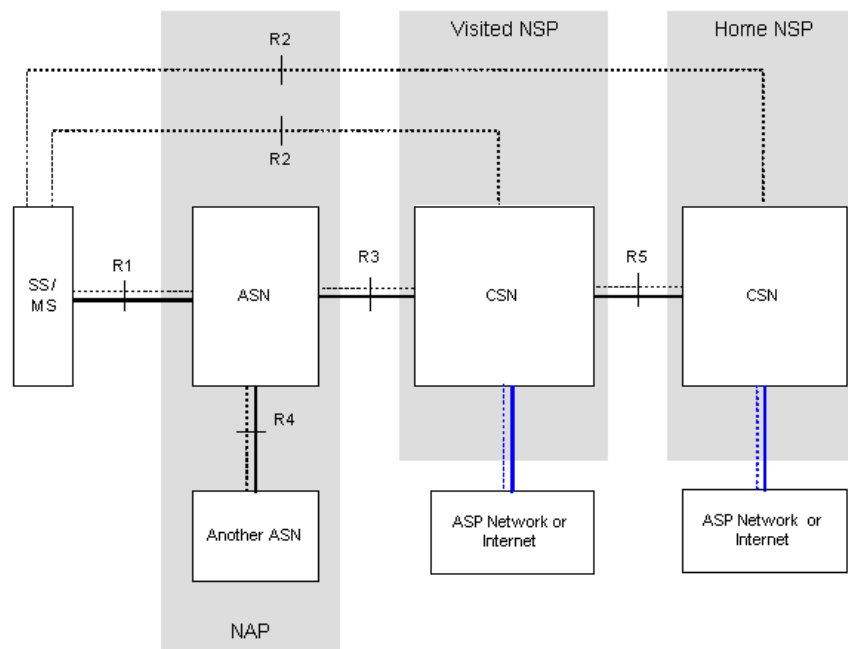 Visited NSP
Home NSP
R2
R2
R3
R5
R1
SS/
MS
ASN
CSN
CSN
R4
Another ASN
ASP Network or
Internet
ASP Network or
Internet
NAP